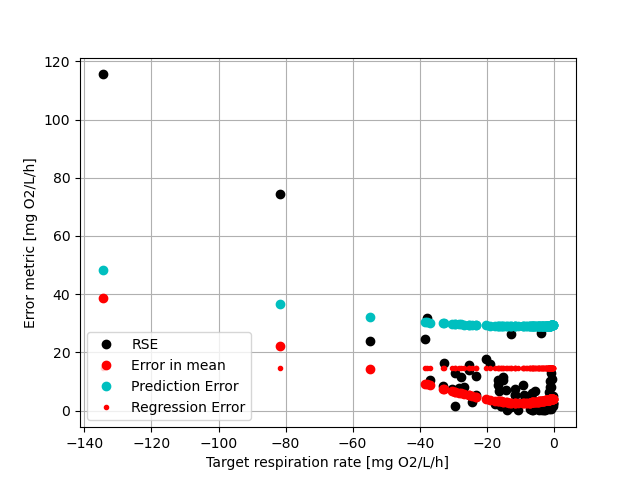 120
100
80
60
40
20
0
Error metric [mg O2/L/h]
RSE
Error in mean
Prediction Error
Regression Error
−140 −120 −100 −80 −60 −40 −20 0
Target respiration rate [mg O2/L/h]